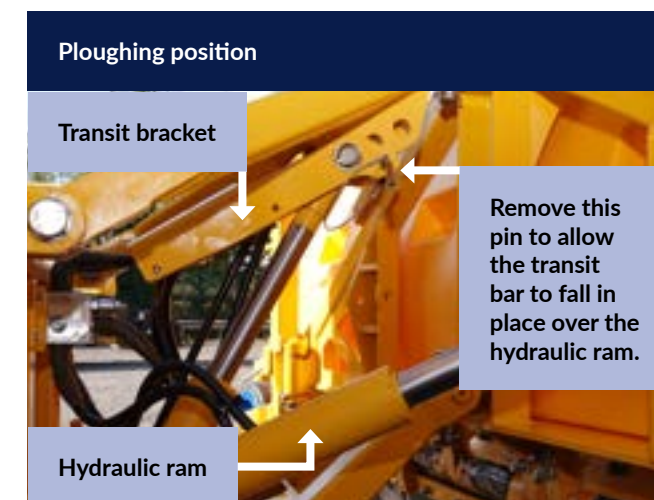 Ploughing position
Transit bracket
Remove this
pin to allow
the transit
bar to fall in
place over the
hydraulic ram.
Hydraulic ram